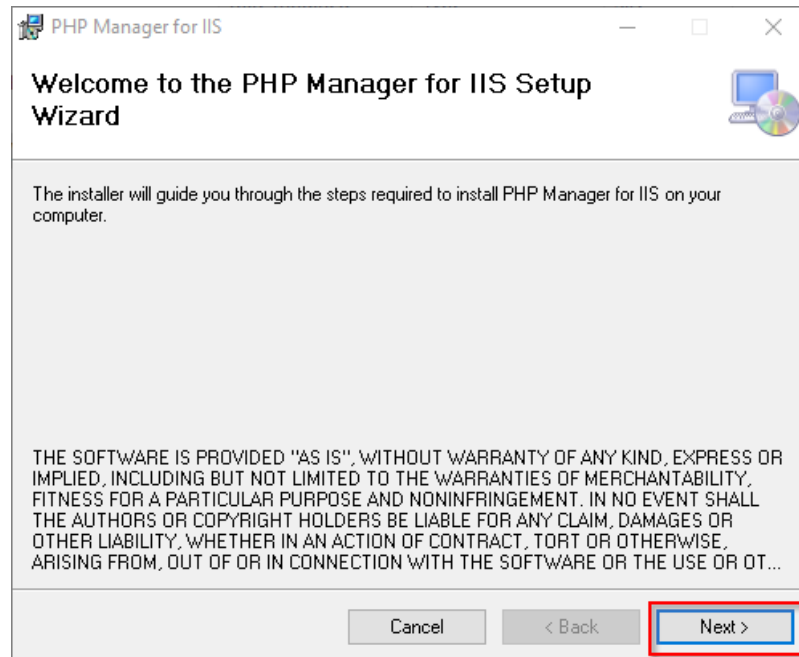 PHP Manager for IIS
Welcome to the PHP Manager for IIS Setup
Wizard
The installer will guide you through the steps required to install PHP Manager for IIS on your
computer.
THE SOFTWARE IS PROVIDED "AS IS", WITHOUT WARRANTY OF ANY KIND, EXPRESS OR
IMPLIED, INCLUDING BUT NOT LIMITED TO THE WARRANTIES OF MERCHANTABILITY,
FITNESS FOR A PARTICULAR PURPOSE AND NONINFRINGEMENT. IN NO EVENT SHALL
THE AUTHORS OR COPYRIGHT HOLDERS BE LIABLE FOR ANY CLAIM, DAMAGES OR
OTHER LIABILITY, WHETHER IN AN ACTION OF CONTRACT, TORT OR OTHERWISE,
ARISING FROM, OUT OF OR IN CONNECTION WITH THE SOFTWARE OR THE USE OR OT...
Cancel
< Back
Next >